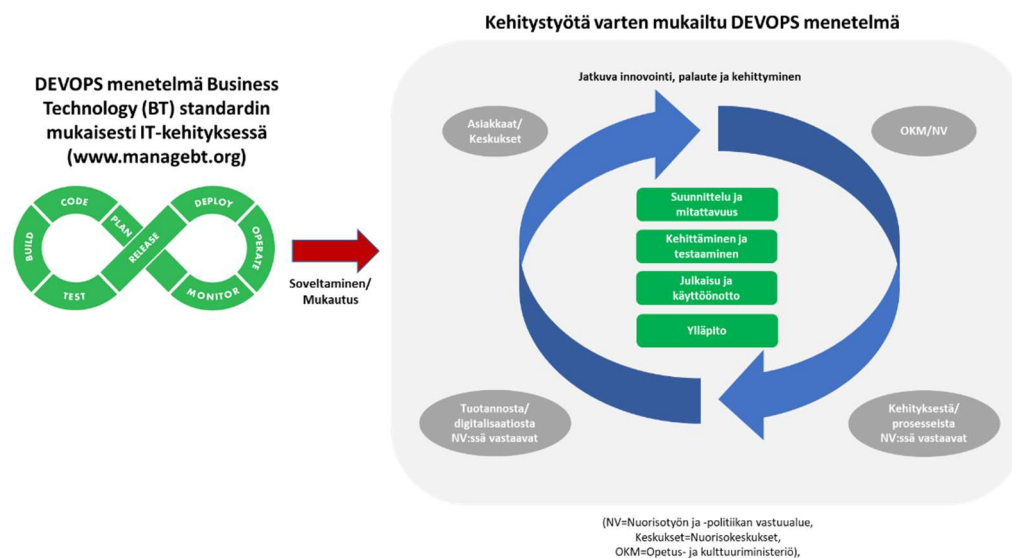 Kehitystyötä varten mukailtu DEVOPS menetelmä
DEVOPS menetelmä Business
Technology (BT) standardin
mukaisesti IT-kehityksessä
(www.managebt.org)
CODE
BUILD
PLAN
TEST
RELEASE
DEPLOY
OPERATE
MONITOR
Soveltaminen/
Mukautus
Jatkuva innovointi, palaute ja kehittyminen
Asiakkaat/
Keskukset
OKM/NV
Suunnittelu ja
mitattavuus
Kehittäminen ja
testaaminen
Julkaisu ja
käyttöönotto
Ylläpito
Tuotannosta/
digitalisaatiosta
NV:ssä vastaavat
Kehityksestä/
prosesseista
NV:ssä vastaavat
(NV=Nuorisotyön ja -politiikan vastuualue,
Keskukset=Nuorisokeskukset,
OKM=Opetus- ja kulttuuriministeriö),